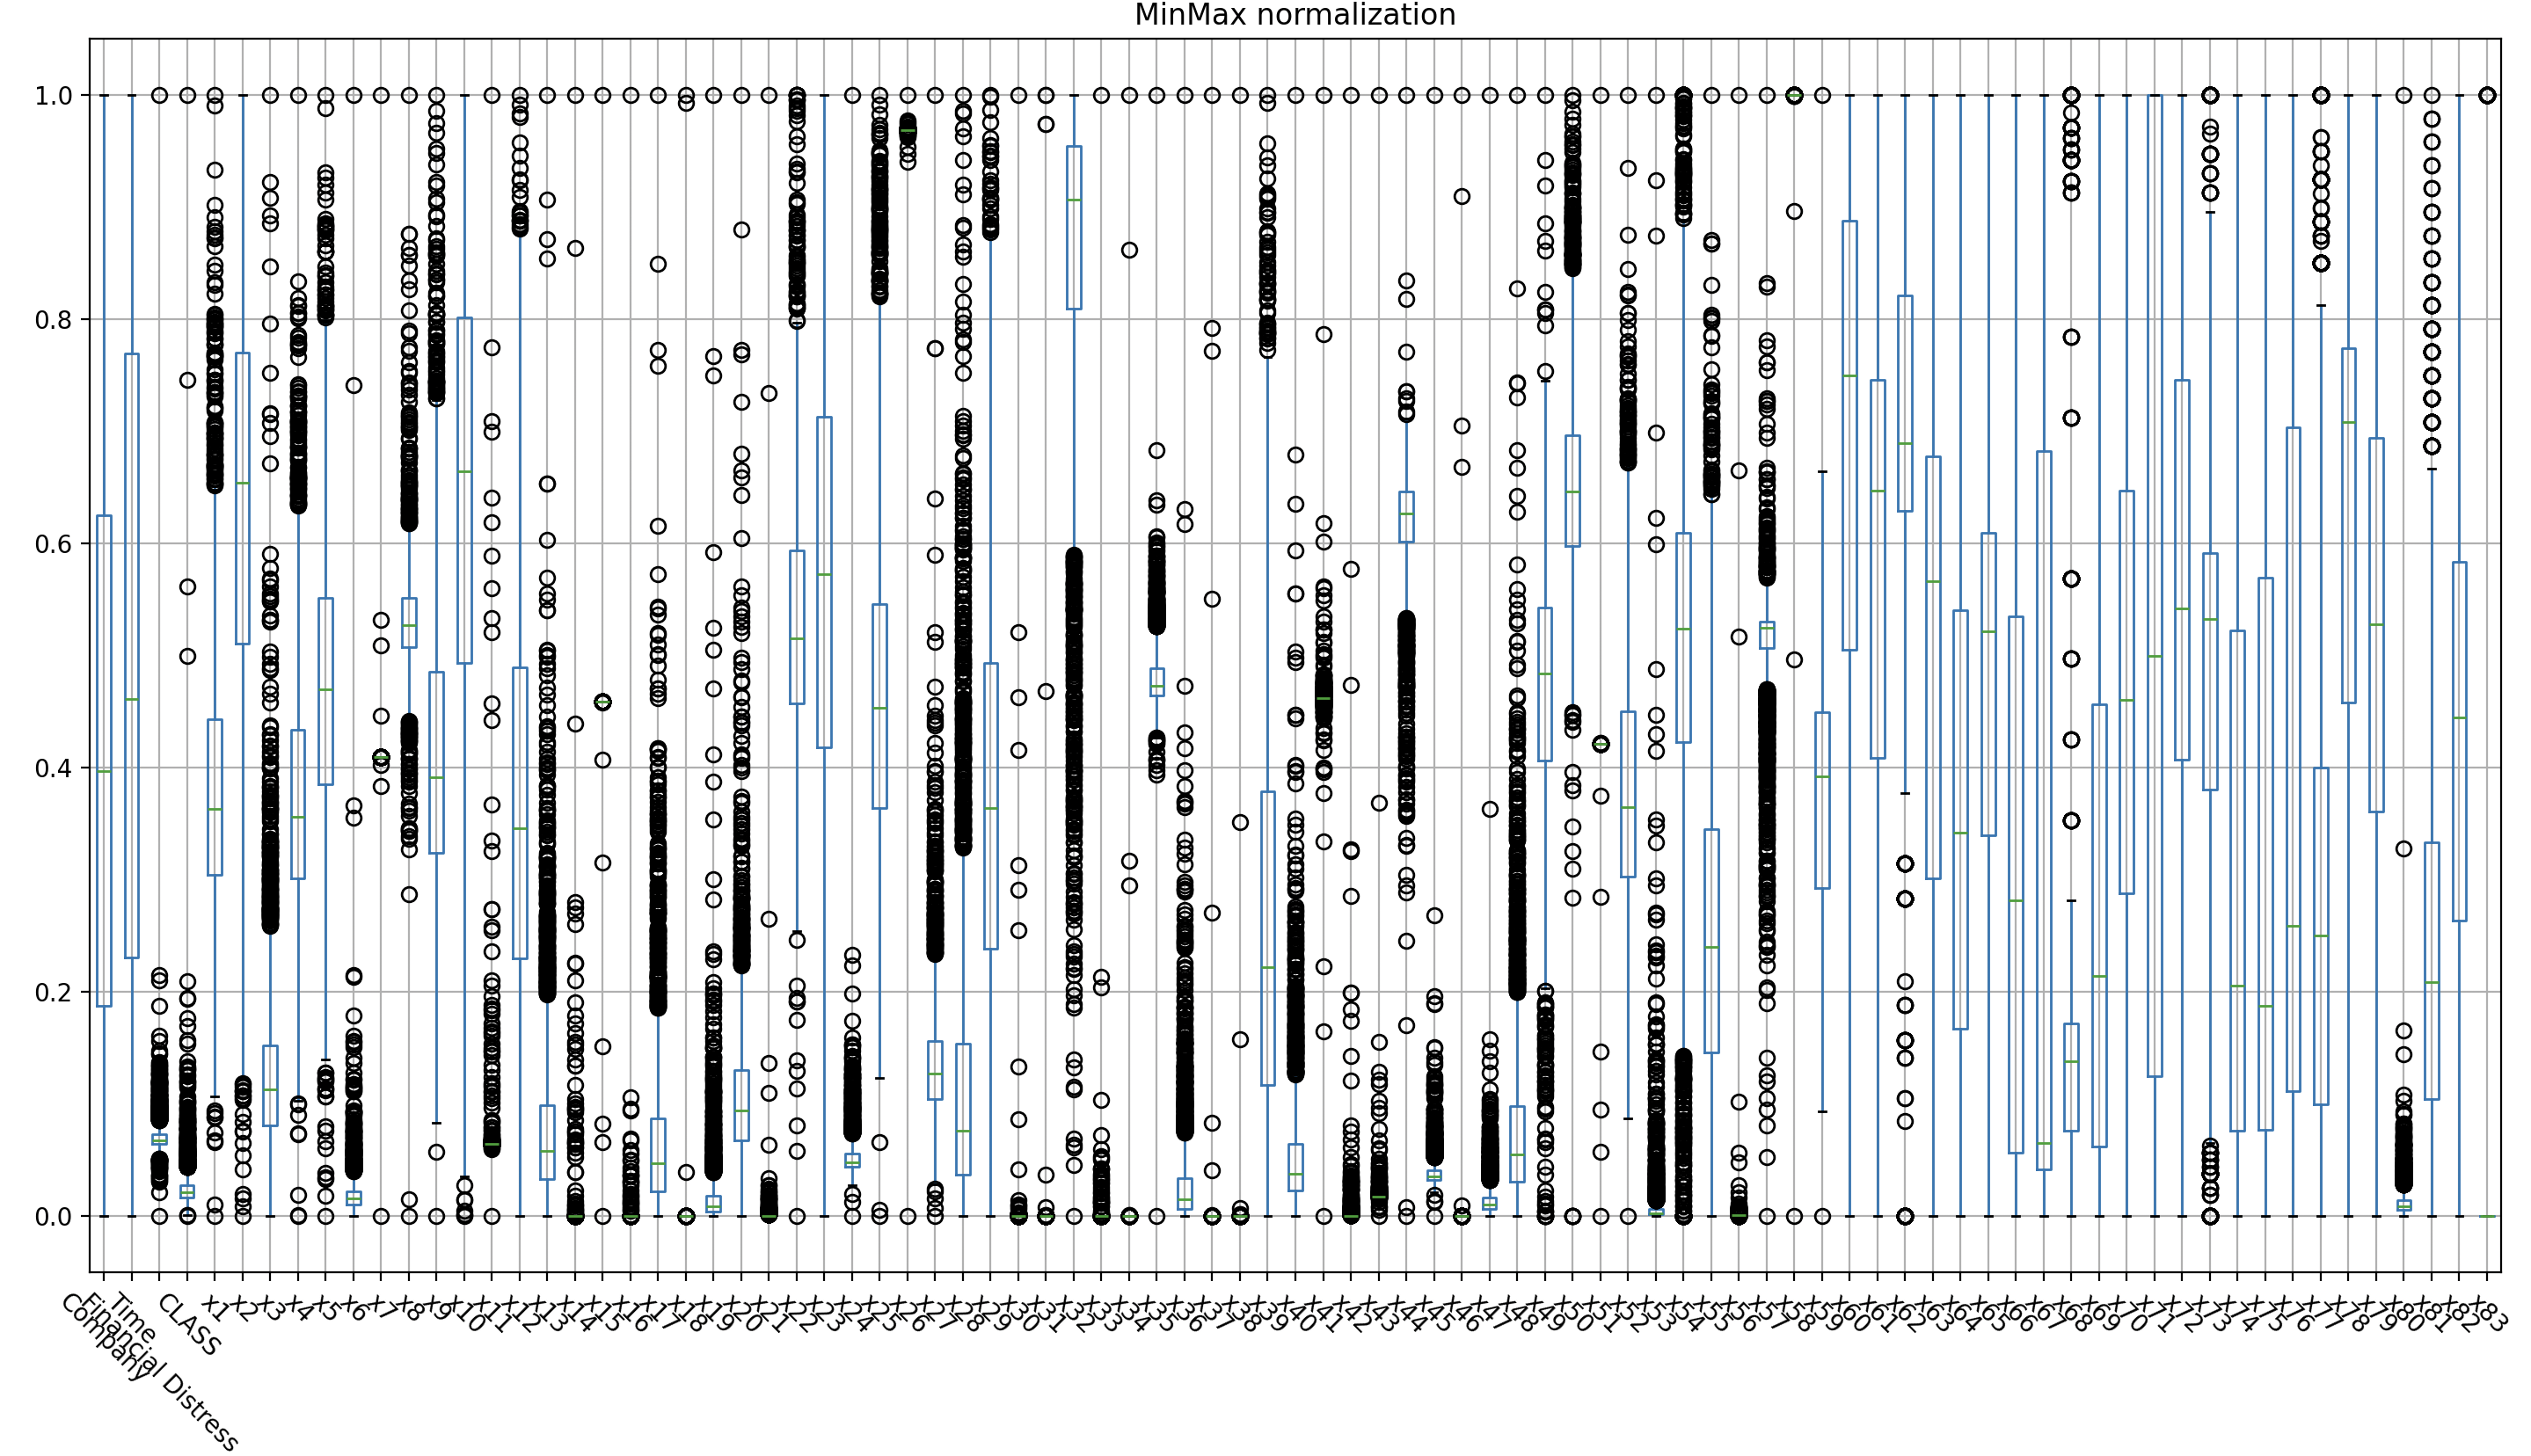 MinMax normalization
1.0
0.8
0.6
0.4
0.2
0.0
Company
Time
Financial Distress
CLASS
x1
x2
x3
x4
x5
x6
x7
x8
x9
x10
x11
x12
x13
x14
x15
x16
x17
x18
x19
x20
x21
x22
x23
x24
x25
x26
x27
x28
x29
x30
x31
x32
x33
x34
x35
x36
x37
x38
x39
x40
x41
x42
x43
x44
x45
x46
x47
x48
x49
x50
x51
x52
x53
x54
x55
x56
x57
x58
x59
x60
x61
x62
x63
x64
x65
x66
x67
x68
x69
x70
x71
x72
x73
x74
x75
x76
x77
x78
x79
x80
x81
x82
x83